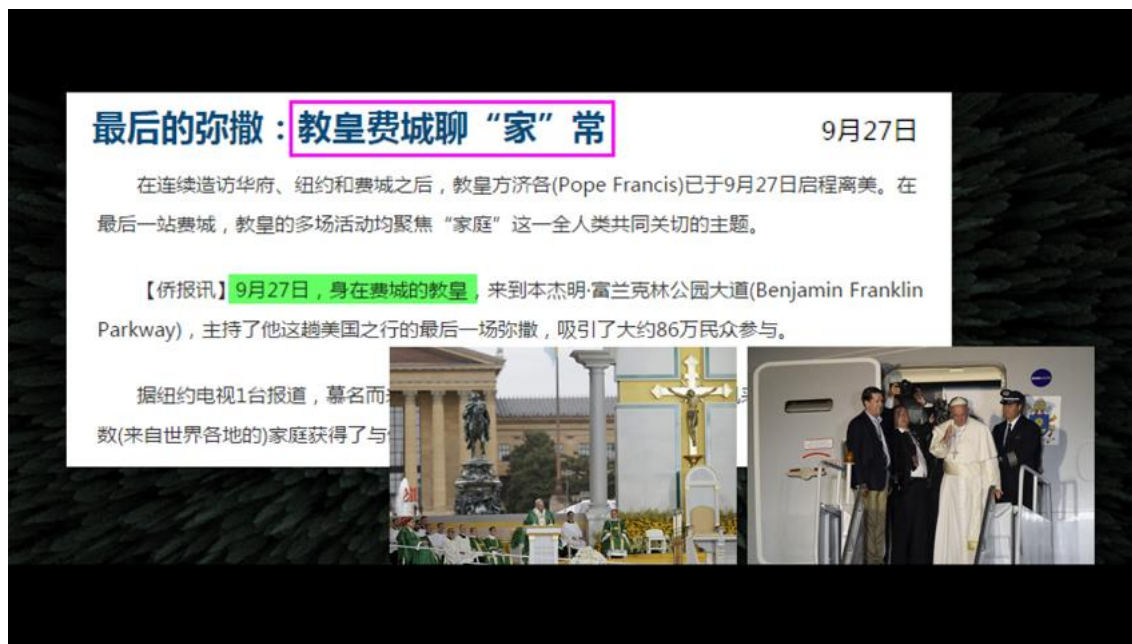 最后的弥撒：教皇费城聊“家”常
9月27日
在连续造访华府、纽约和费城之后，教皇方济各(Pope Francis)已于9月27日启程离美。在
最后一站费城，教皇的多场活动均聚焦“家庭”这一全人类共同关切的主题。
【侨报讯】9月27日，身在费城的教皇，来到本杰明·富兰克林公园大道(Benjamin Franklin
Parkway)，主持了他这趟美国之行的最后一场弥撒，吸引了大约86万民众参与。
据纽约电视1台报道，慕名而
数(来自世界各地的)家庭获得了与